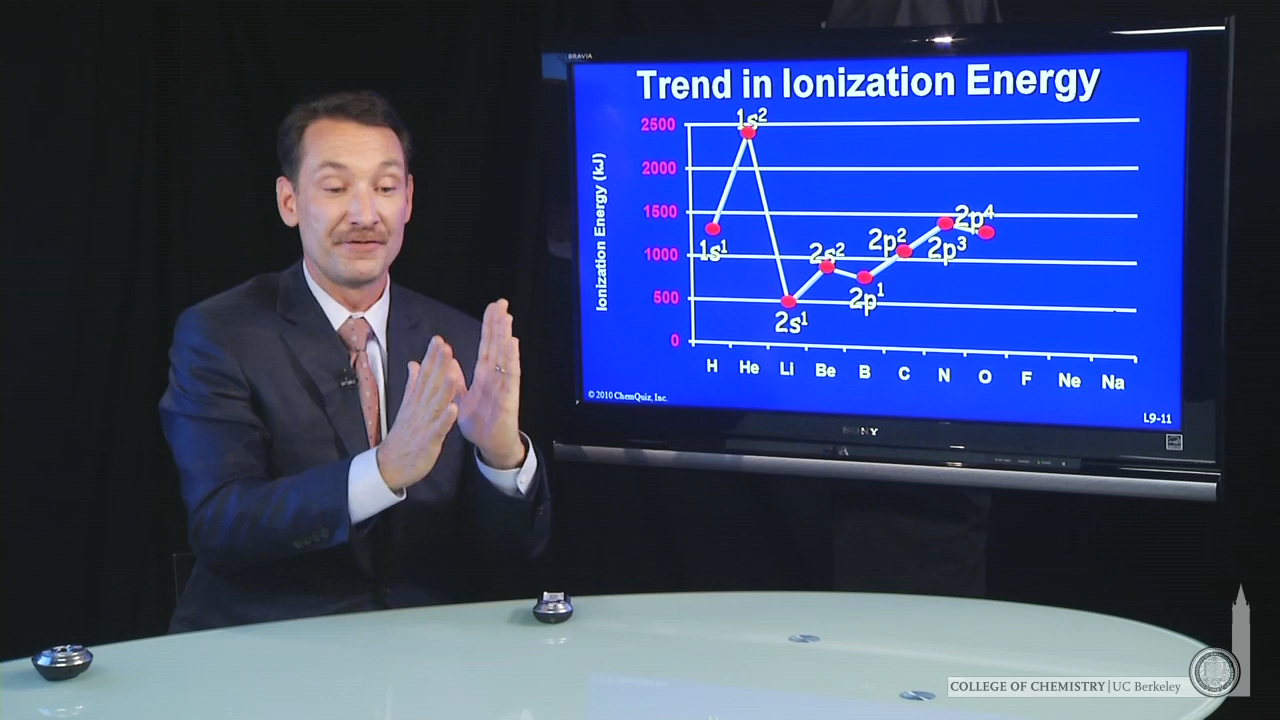 BRAVIA
Trend in Ionization Energy
Ionization Energy (kJ)
2500
2000
1500
1000
500
0
1s¹
1s²
2s¹
2s²
2p¹
2p²
2p³
2p⁴
H He Li Be B C N O F Ne Na
© 2010 ChemQuiz, Inc.
L9-11
SONY
COLLEGE OF CHEMISTRY | UC Berkeley